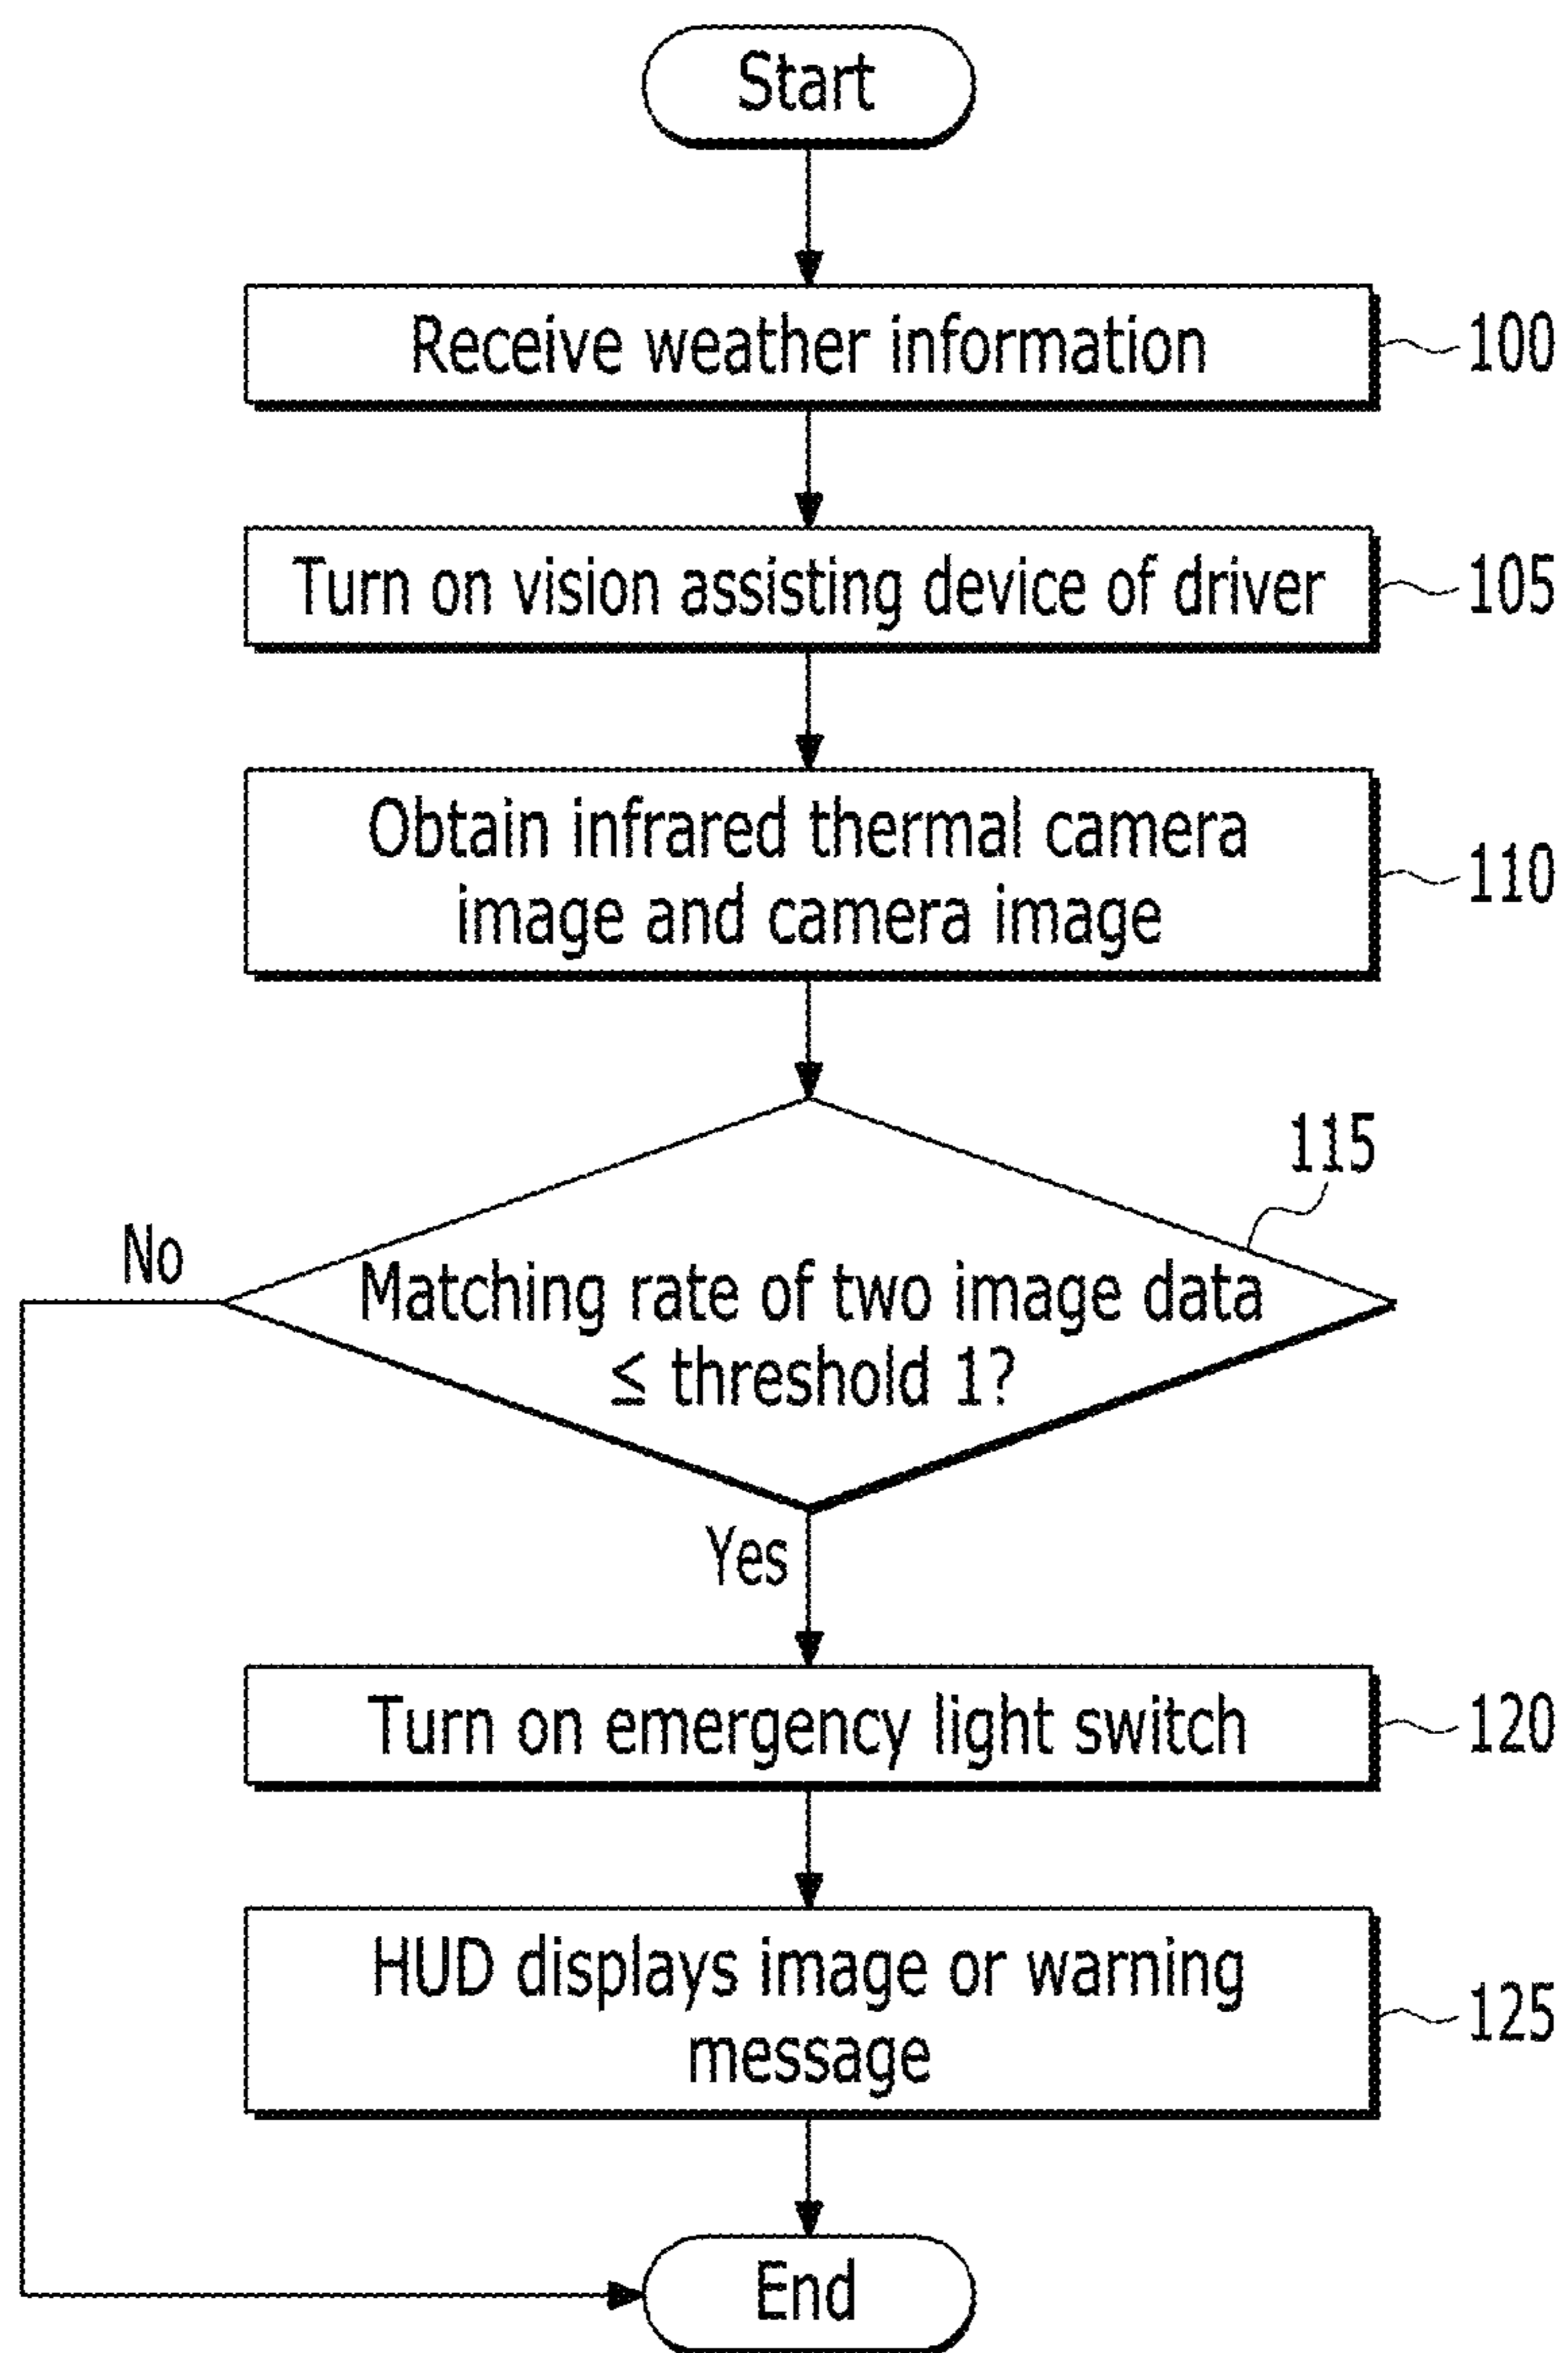 Start
Receive weather information
100
Turn on vision assisting device of driver
105
Obtain infrared thermal camera
image and camera image
110
115
No
Matching rate of two image data
≤ threshold 1?
Yes
Turn on emergency light switch
120
HUD displays image or warning
message
125
End